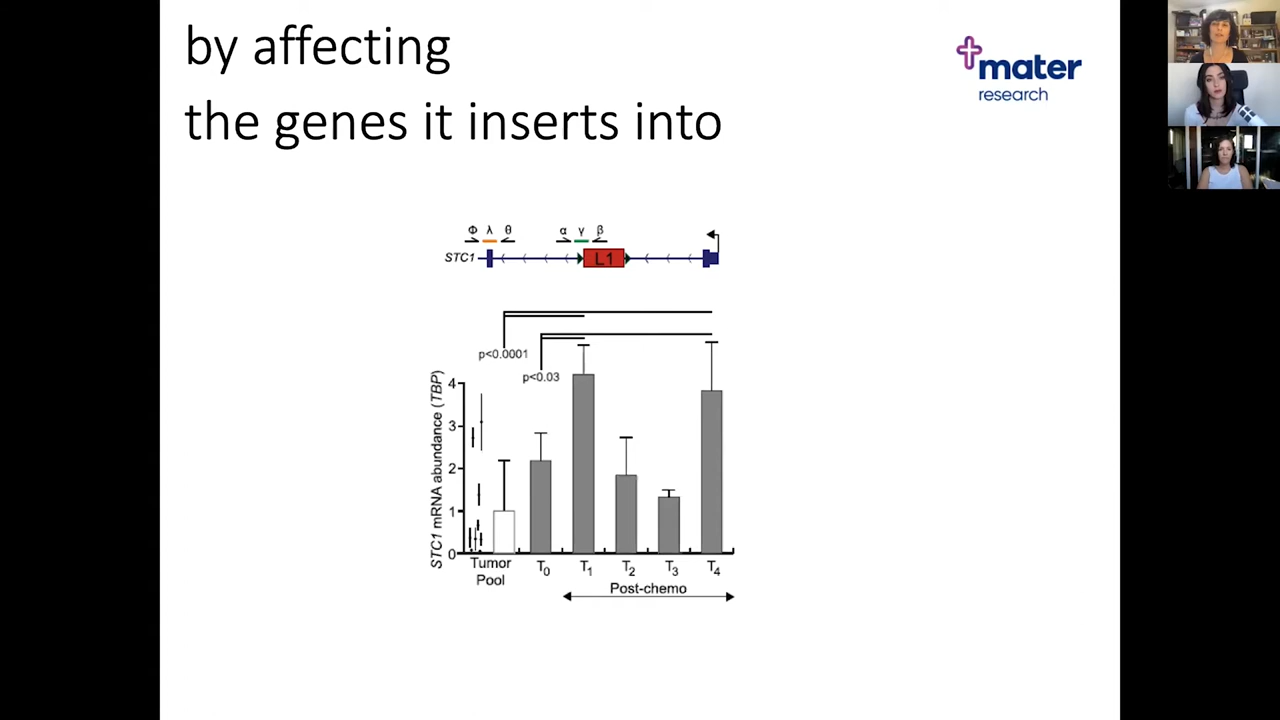 by affecting
the genes it inserts into
mater
research
Φ λ θ α γ β
STC1
L1
p<0.0001
p<0.03
STC1 mRNA abundance (TBP)
4
3
2
1
0
Tumor Pool
T0 T1 T2 T3 T4
Post-chemo